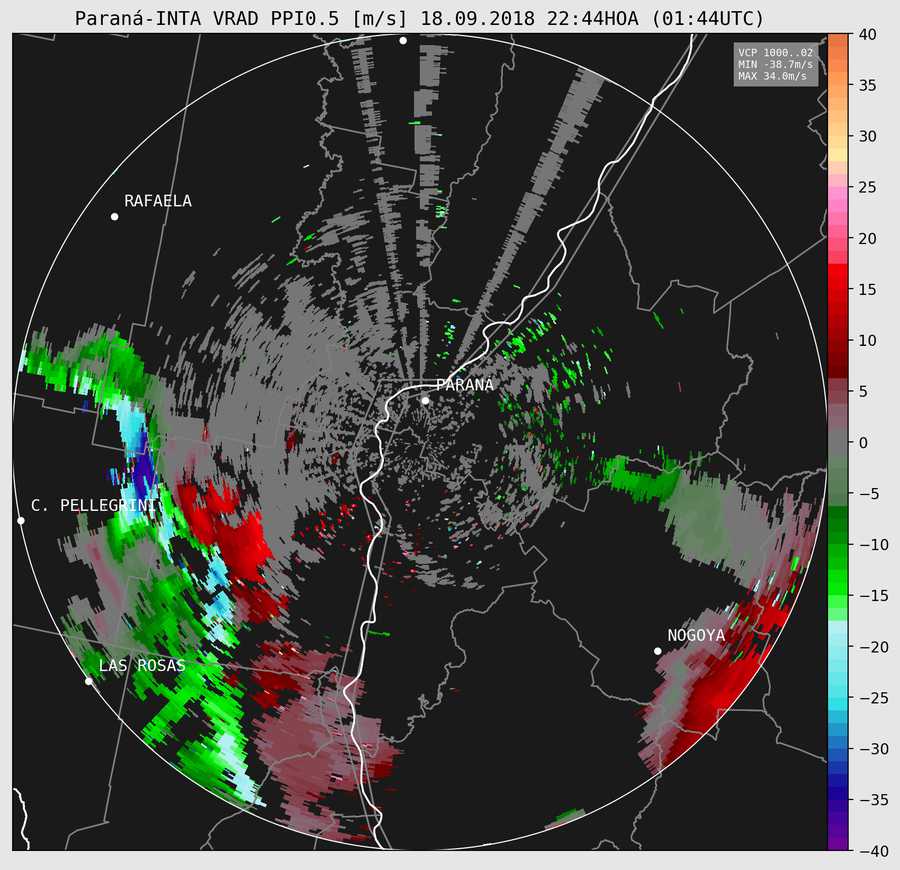 Paraná-INTA VRAD PPI0.5 [m/s] 18.09.2018 22:44HOA (01:44UTC)
VCP 1000..02
MIN -38.7m/s
MAX 34.0m/s
RAFAELA
PARANA
C. PELLEGRINI
NOGOYA
LAS ROSAS
40
35
30
25
20
15
10
5
0
−5
−10
−15
−20
−25
−30
−35
−40